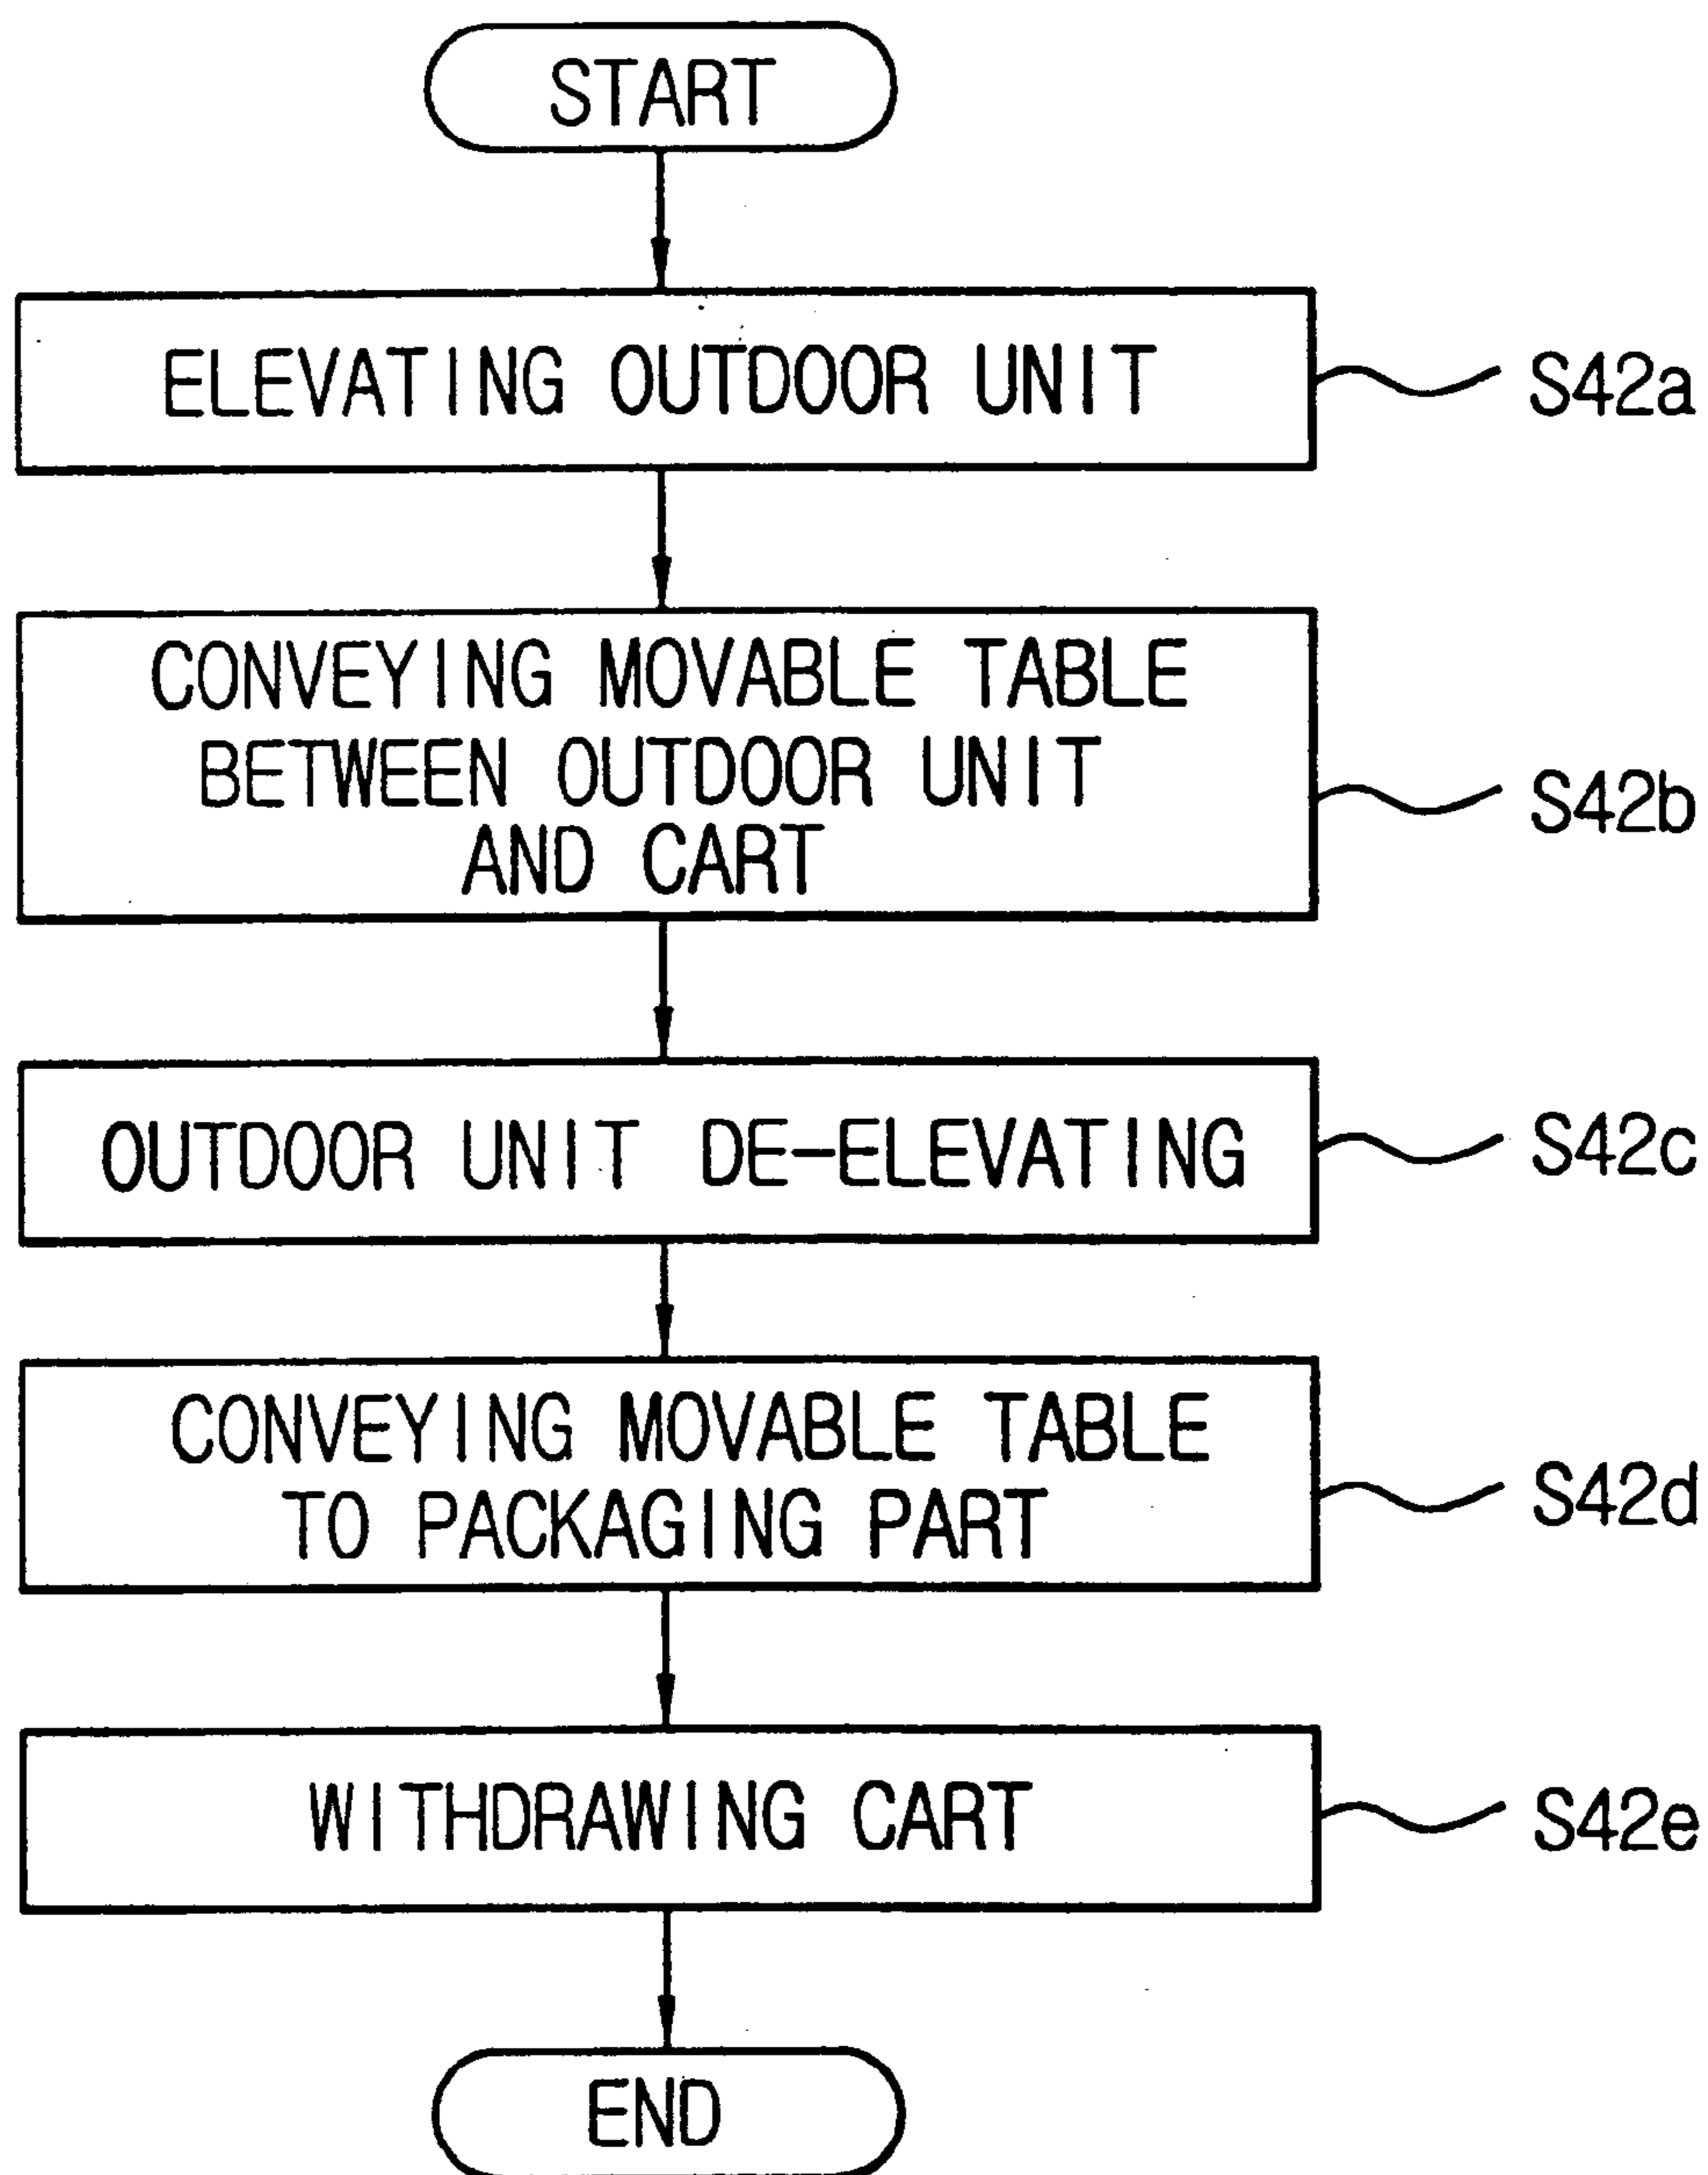 START
ELEVATING OUTDOOR UNIT
S42a
CONVEYING MOVABLE TABLE
BETWEEN OUTDOOR UNIT
AND CART
S42b
OUTDOOR UNIT DE-ELEVATING
S42c
CONVEYING MOVABLE TABLE
TO PACKAGING PART
S42d
WITHDRAWING CART
S42e
END